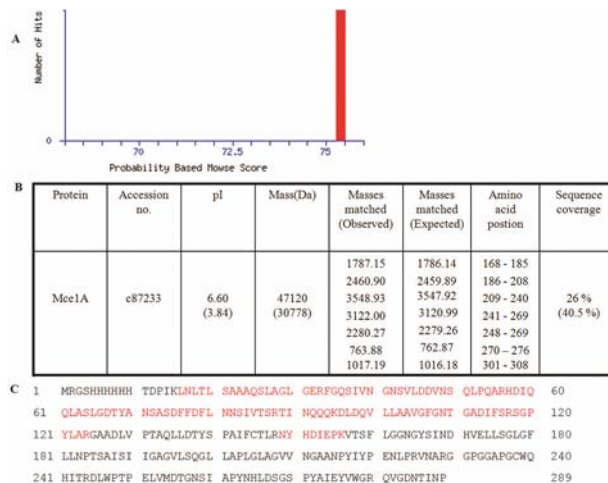 A
Number of Hits
0
70 72.5 75
Probability Based Mowse Score
B
Protein Accession no. pI Mass(Da) Masses matched (Observed) Masses matched (Expected) Amino acid postion Sequence coverage
Mce1A c87233 6.60 (3.84) 47120 (30778) 26 % (40.5 %)
1787.15 1786.14 168 - 185
2460.90 2459.89 186 - 208
3548.93 3547.92 209 - 240
3122.00 3120.99 241 - 269
2280.27 2279.26 248 - 269
763.88 762.87 270 – 276
1017.19 1016.18 301 - 308
C
1 MRGSHHHHHH TDPIKLNLTL SAAAQSLAGL GERFGQSIVN GNSVLDDVNS QLPQARHDIQ 60
61 QLASLGDTYA NSASDFFDFL NNSIVTSRTI NQQQKDLDQV LLAAVGFGNT GADIFSRSGP 120
121 YLARGAADLV PTAQLLDTYS PAIFCTLRNY HDIEPKVTSF LGGNGYSIND HVELLSGLGF 180
181 LLNPTSAISI IGAGVLSQGL LAPLGLAGVV NGAANPYIYP ENLPRVNARG GPGGAPGCWQ 240
241 HITRDLWPTP ELVMDTGNSI APYNHLDSGS PYAIEYVWGR QVGDNTINP 289